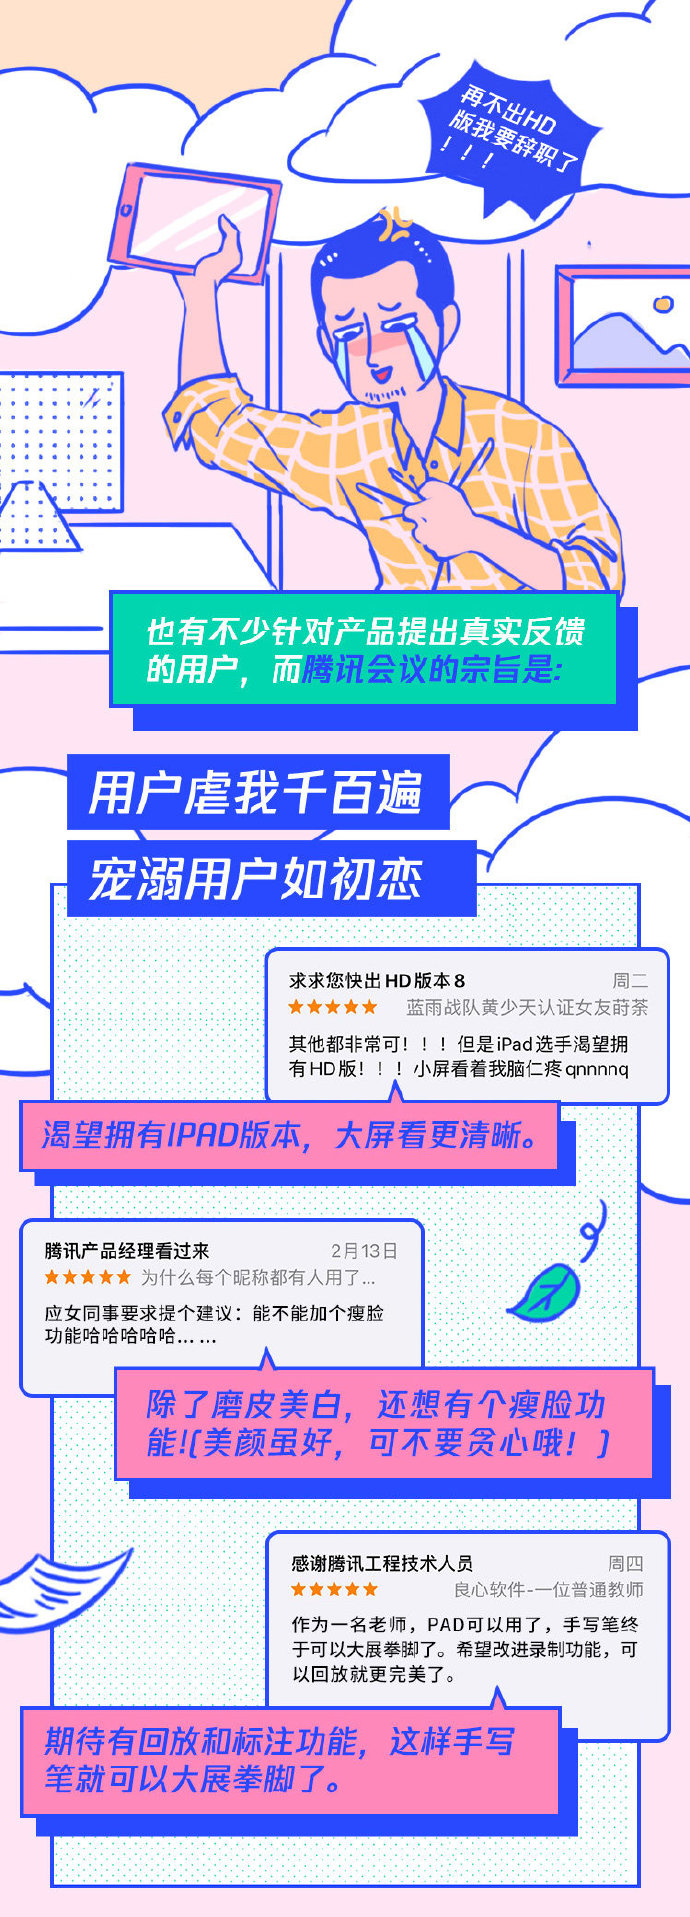 再不出HD
版我要辞职了
！！！
也有不少针对产品提出真实反馈
的用户，而腾讯会议的宗旨是:
用户虐我千百遍
宠溺用户如初恋
求求您快出HD版本8
周二
蓝雨战队黄少天认证女友莳荼
其他都非常可！！！但是iPad选手渴望拥
有HD版！！！小屏看着我脑仁疼qnnnnq
渴望拥有IPAD版本，大屏看更清晰。
腾讯产品经理看过来
2月13日
为什么每个昵称都有人用了...
应女同事要求提个建议：能不能加个瘦脸
功能哈哈哈哈哈... ...
除了磨皮美白，还想有个瘦脸功
能!(美颜虽好，可不要贪心哦！)
感谢腾讯工程技术人员
周四
良心软件-一位普通教师
作为一名老师，PAD可以用了，手写笔终
于可以大展拳脚了。希望改进录制功能，可
以回放就更完美了。
期待有回放和标注功能，这样手写
笔就可以大展拳脚了。